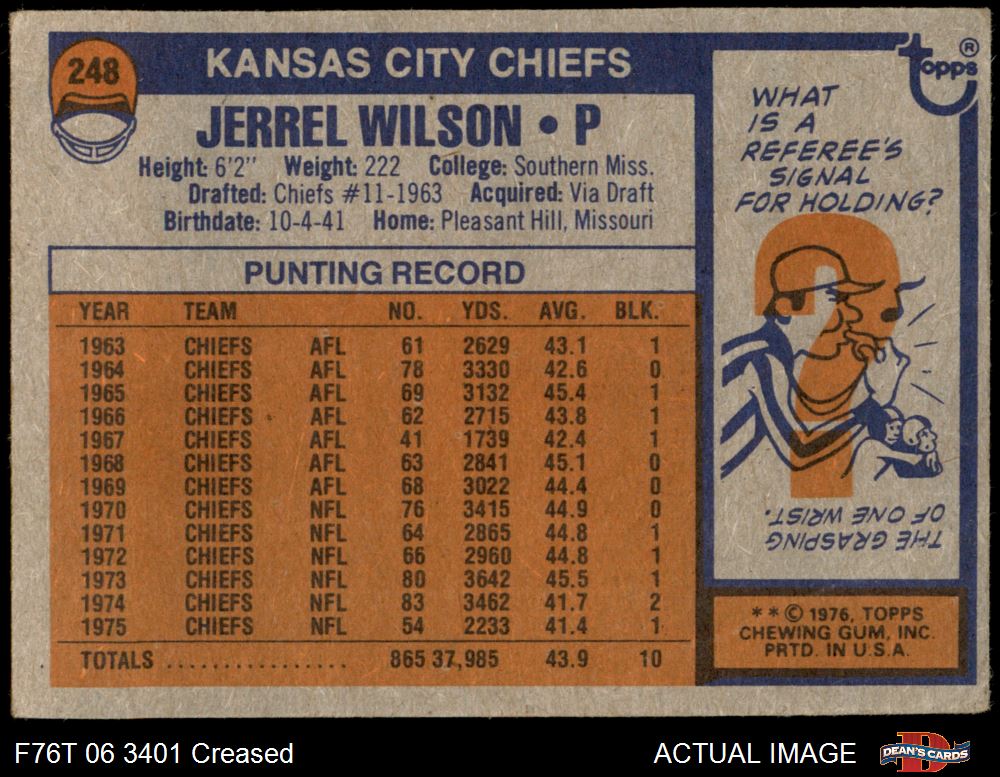 248
KANSAS CITY CHIEFS
JERREL WILSON • P
Height: 6'2" Weight: 222 College: Southern Miss.
Drafted: Chiefs #11-1963 Acquired: Via Draft
Birthdate: 10-4-41 Home: Pleasant Hill, Missouri
PUNTING RECORD
YEAR TEAM NO. YDS. AVG. BLK.
1963 CHIEFS AFL 61 2629 43.1 1
1964 CHIEFS AFL 78 3330 42.6 0
1965 CHIEFS AFL 69 3132 45.4 1
1966 CHIEFS AFL 62 2715 43.8 1
1967 CHIEFS AFL 41 1739 42.4 1
1968 CHIEFS AFL 63 2841 45.1 0
1969 CHIEFS AFL 68 3022 44.4 0
1970 CHIEFS NFL 76 3415 44.9 0
1971 CHIEFS NFL 64 2865 44.8 1
1972 CHIEFS NFL 66 2960 44.8 1
1973 CHIEFS NFL 80 3642 45.5 1
1974 CHIEFS NFL 83 3462 41.7 2
1975 CHIEFS NFL 54 2233 41.4 1
TOTALS ................ 865 37,985 43.9 10
Topps ®
WHAT
IS A
REFEREE'S
SIGNAL
FOR HOLDING?
?
THE GRASPING
OF ONE WRIST.
**© 1976, TOPPS
CHEWING GUM, INC.
PRTD. IN U.S.A.
F76T 06 3401 Creased
ACTUAL IMAGE
D
DEAN'S CARDS